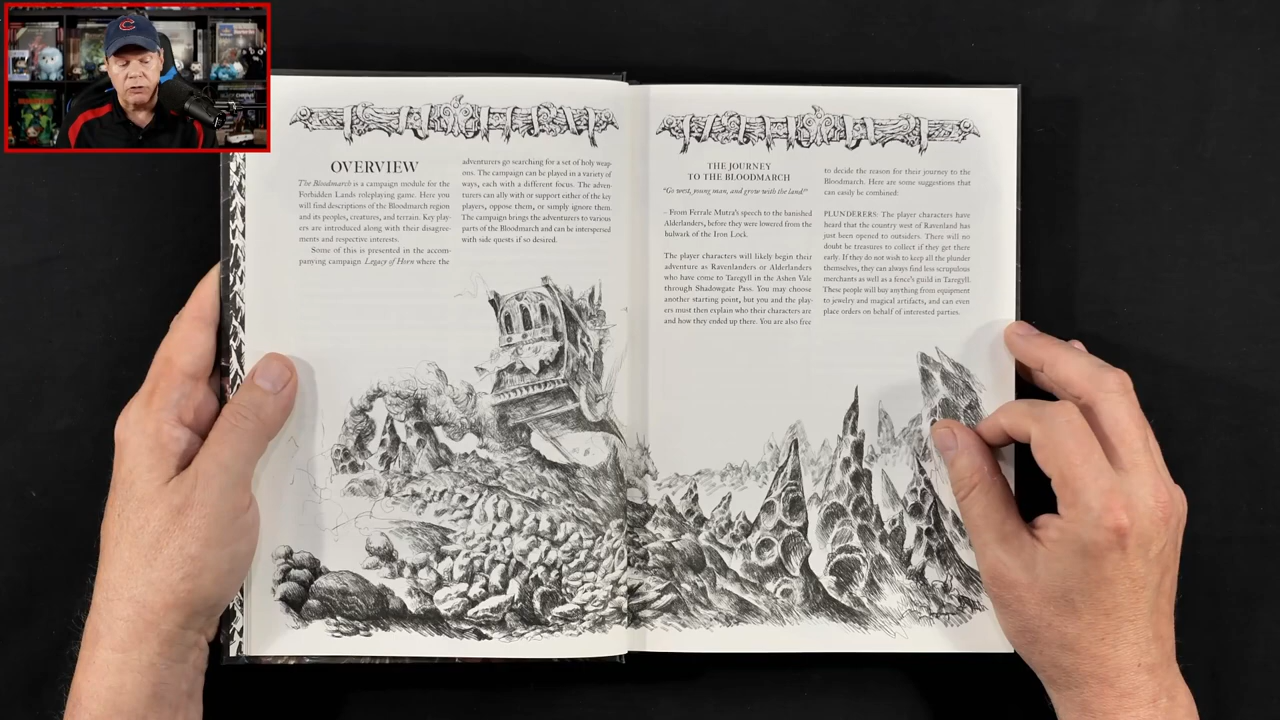 OVERVIEW
The Bloodmarch is a campaign module for the
Forbidden Lands roleplaying game. Here you
will find descriptions of the Bloodmarch region
and its peoples, creatures, and terrain. Key play-
ers are introduced along with their disagree-
ments and respective interests.
Some of this is presented in the accom-
panying campaign Legacy of Horn where the
adventurers go searching for a set of holy weap-
ons. The campaign can be played in a variety of
ways, each with a different focus. The adven-
turers can ally with or support either of the key
players, oppose them, or simply ignore them.
The campaign brings the adventurers to various
parts of the Bloodmarch and can be interspersed
with side quests if so desired.
THE JOURNEY
TO THE BLOODMARCH
"Go west, young man, and grow with the land!"
– From Ferrale Mutra's speech to the banished
Alderlanders, before they were lowered from the
bulwark of the Iron Lock.
The player characters will likely begin their
adventure as Ravenlanders or Alderlanders
who have come to Taregyll in the Ashen Vale
through Shadowgate Pass. You may choose
another starting point, but you and the play-
ers must then explain who their characters are
and how they ended up there. You are also free
to decide the reason for their journey to the
Bloodmarch. Here are some suggestions that
can easily be combined:
PLUNDERERS: The player characters have
heard that the country west of Ravenland has
just been opened to outsiders. There will no
doubt be treasures to collect if they get there
early. If they do not wish to keep all the plunder
themselves, they can always find less scrupulous
merchants as well as a fence's guild in Taregyll.
These people will buy anything from equipment
to jewelry and magical artifacts, and can even
place orders on behalf of interested parties.